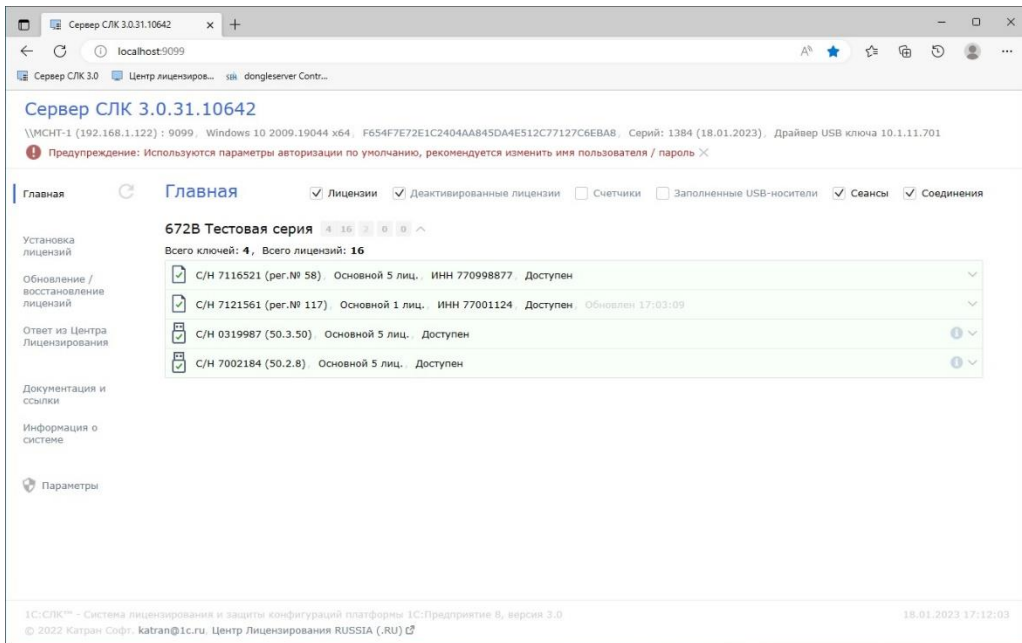 Сервер СЛК 3.0.31.10642
localhost:9099
Сервер СЛК 3.0 Центр лицензиров... SEH dongleserver Contr...
Сервер СЛК 3.0.31.10642
\\МСНТ-1 (192.168.1.122) : 9099, Windows 10 2009.19044 x64, F654F7E72E1C2404AA845DA4E512C77127C6EBA8, Серий: 1384 (18.01.2023), Драйвер USB ключа 10.1.11.701
Предупреждение: Используются параметры авторизации по умолчанию, рекомендуется изменить имя пользователя / пароль
Главная
Главная Лицензии Деактивированные лицензии Счетчики Заполненные USB-носители Сеансы Соединения
672B Тестовая серия 4 16 2 0 0
Всего ключей: 4, Всего лицензий: 16
С/Н 7116521 (рег.№ 58), Основной 5 лиц., ИНН 770998877, Доступен
С/Н 7121561 (рег.№ 117), Основной 1 лиц., ИНН 77001124, Доступен, Обновлен 17:03:09
С/Н 0319987 (50.3.50), Основной 5 лиц., Доступен
С/Н 7002184 (50.2.8), Основной 5 лиц., Доступен
Установка
лицензий
Обновление /
восстановление
лицензий
Ответ из Центра
Лицензирования
Документация и
ссылки
Информация о
системе
Параметры
1С:СЛК™ - Система лицензирования и защиты конфигураций платформы 1С:Предприятие 8, версия 3.0
18.01.2023 17:12:03
© 2022 Катран Софт, katran@1c.ru, Центр Лицензирования RUSSIA (.RU)